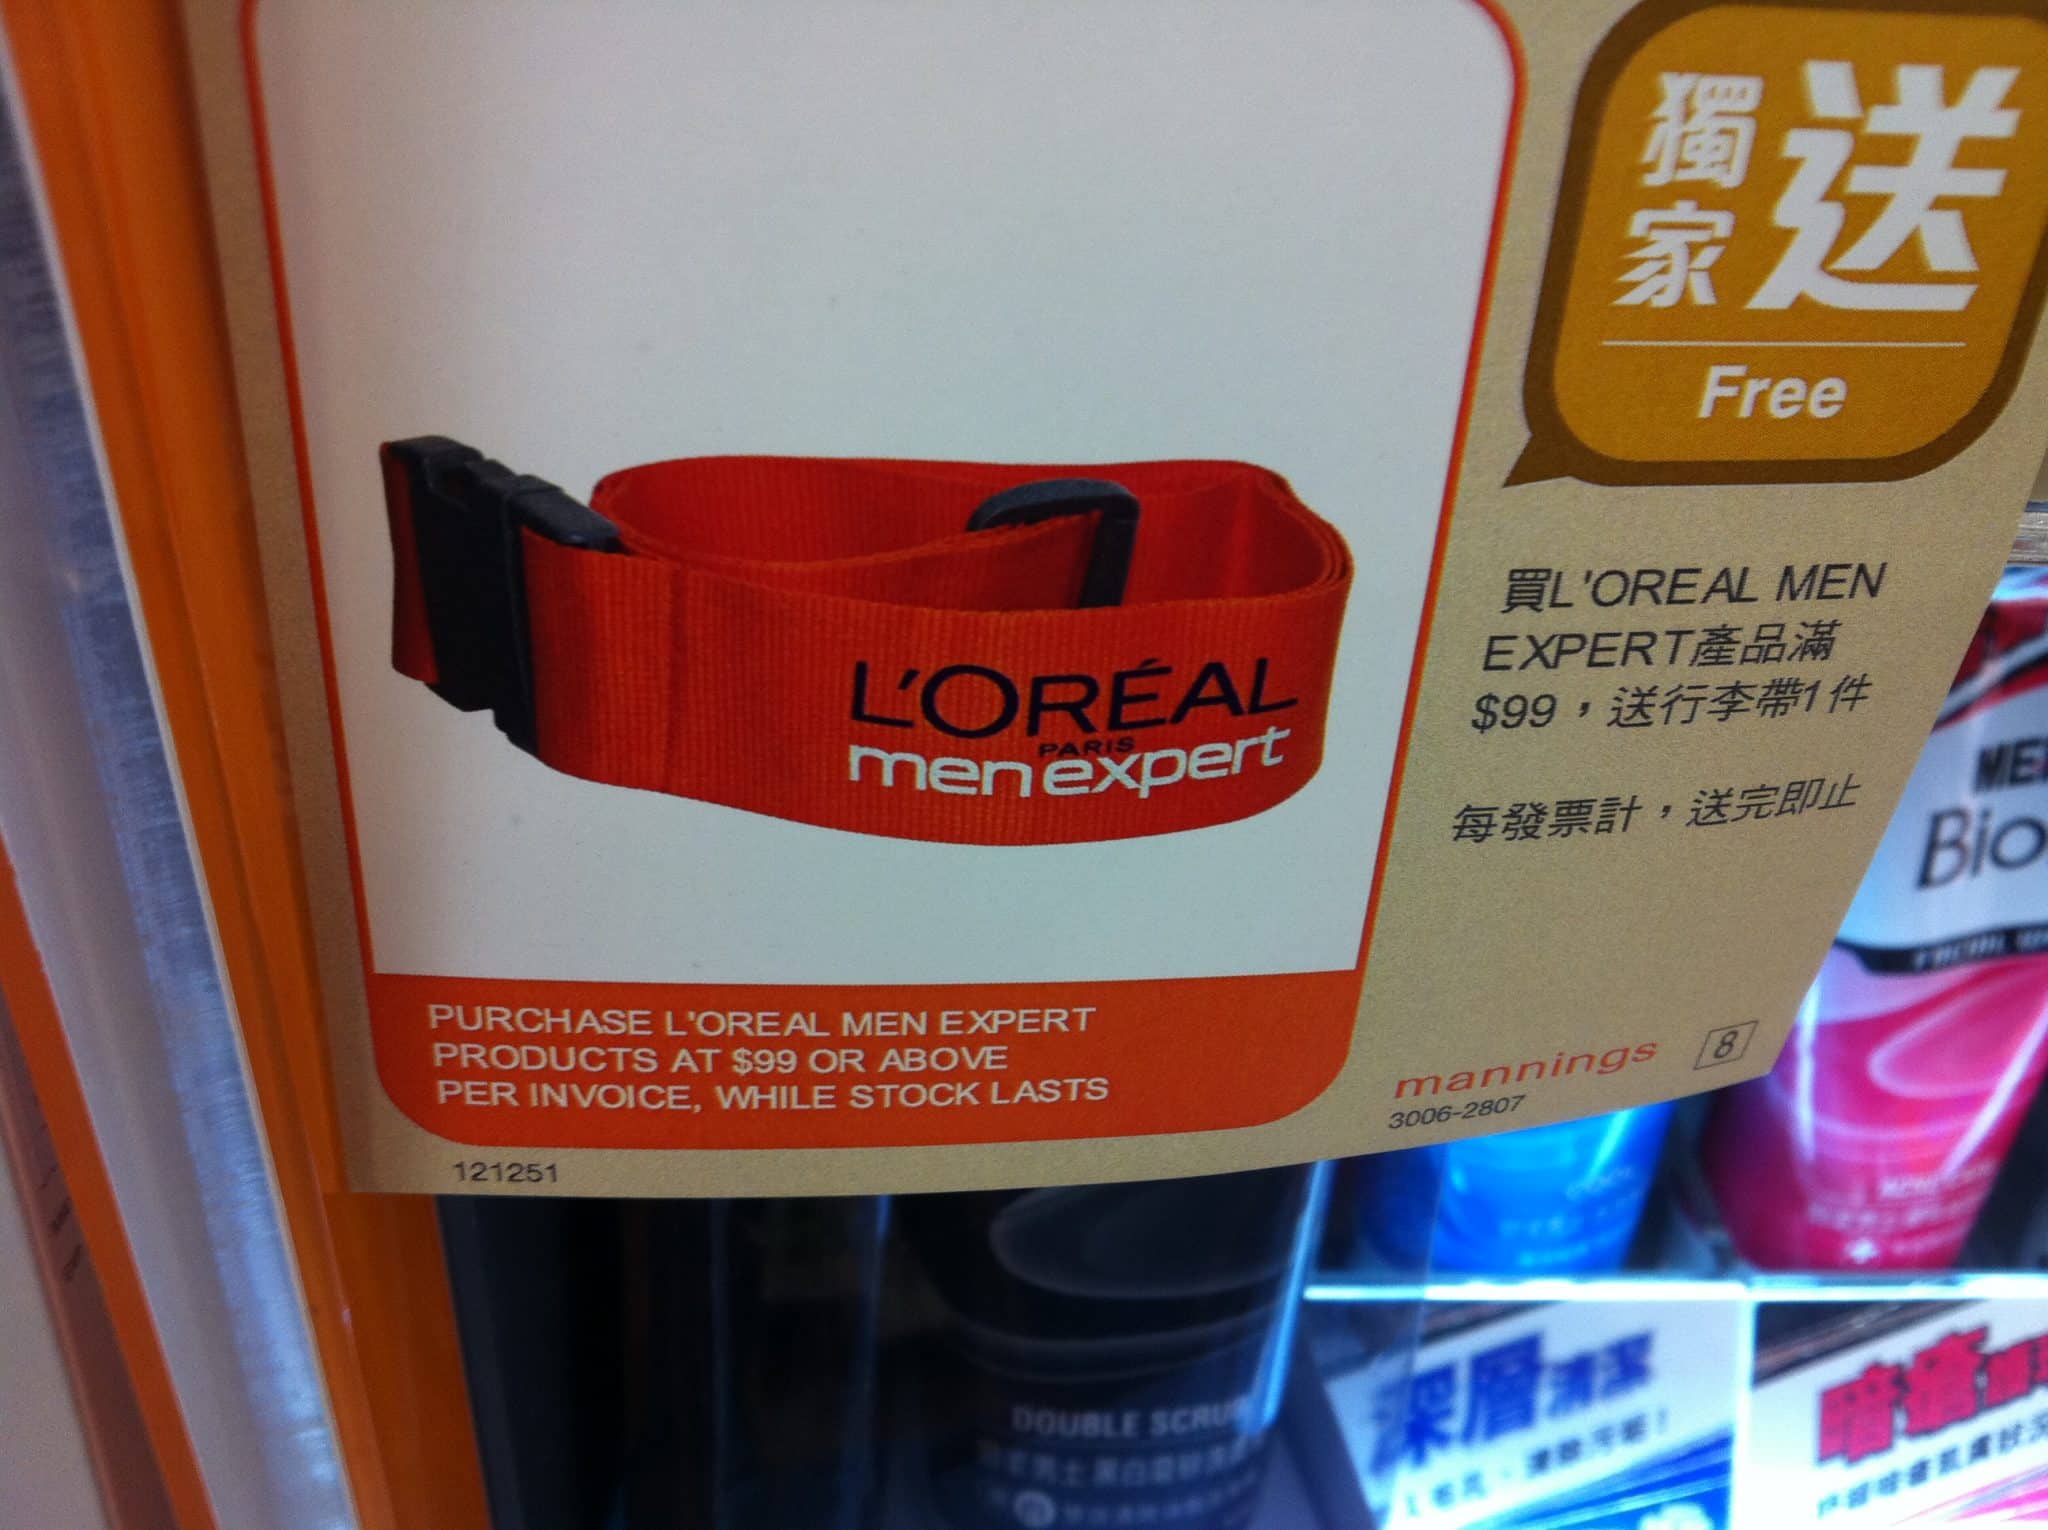 獨家送
Free
L'ORÉAL
PARIS
men expert
買L'OREAL MEN
EXPERT產品滿
$99，送行李帶1件
每發票計，送完即止
PURCHASE L'OREAL MEN EXPERT
PRODUCTS AT $99 OR ABOVE
PER INVOICE, WHILE STOCK LASTS
mannings 8
3006-2807
121251
Bio
DOUBLE
深層清潔